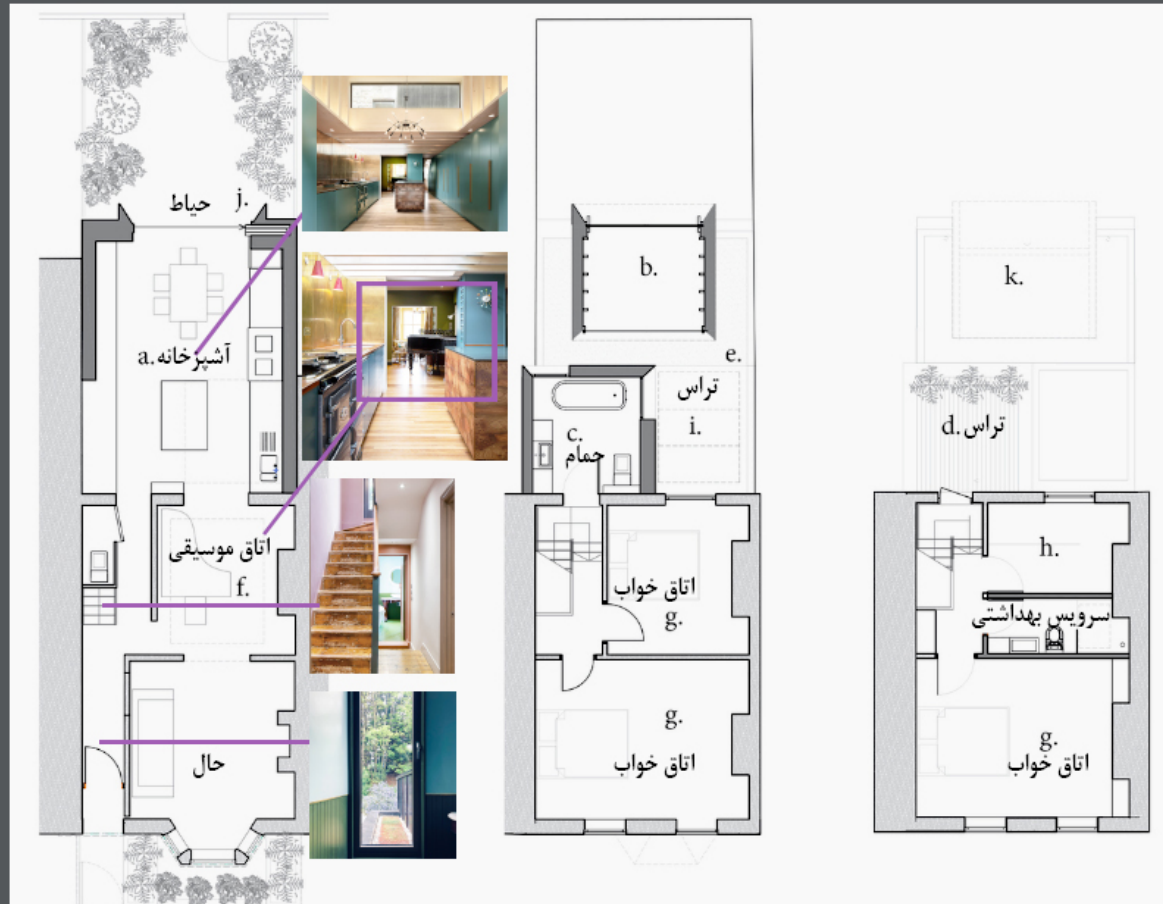 حیاط
j.
a. آشپزخانه
اتاق موسیقی
f.
حال
b.
e.
تراس
i.
c.
حمام
اتاق خواب
g.
g.
اتاق خواب
k.
d. تراس
h.
سرویس بهداشتی
g.
اتاق خواب